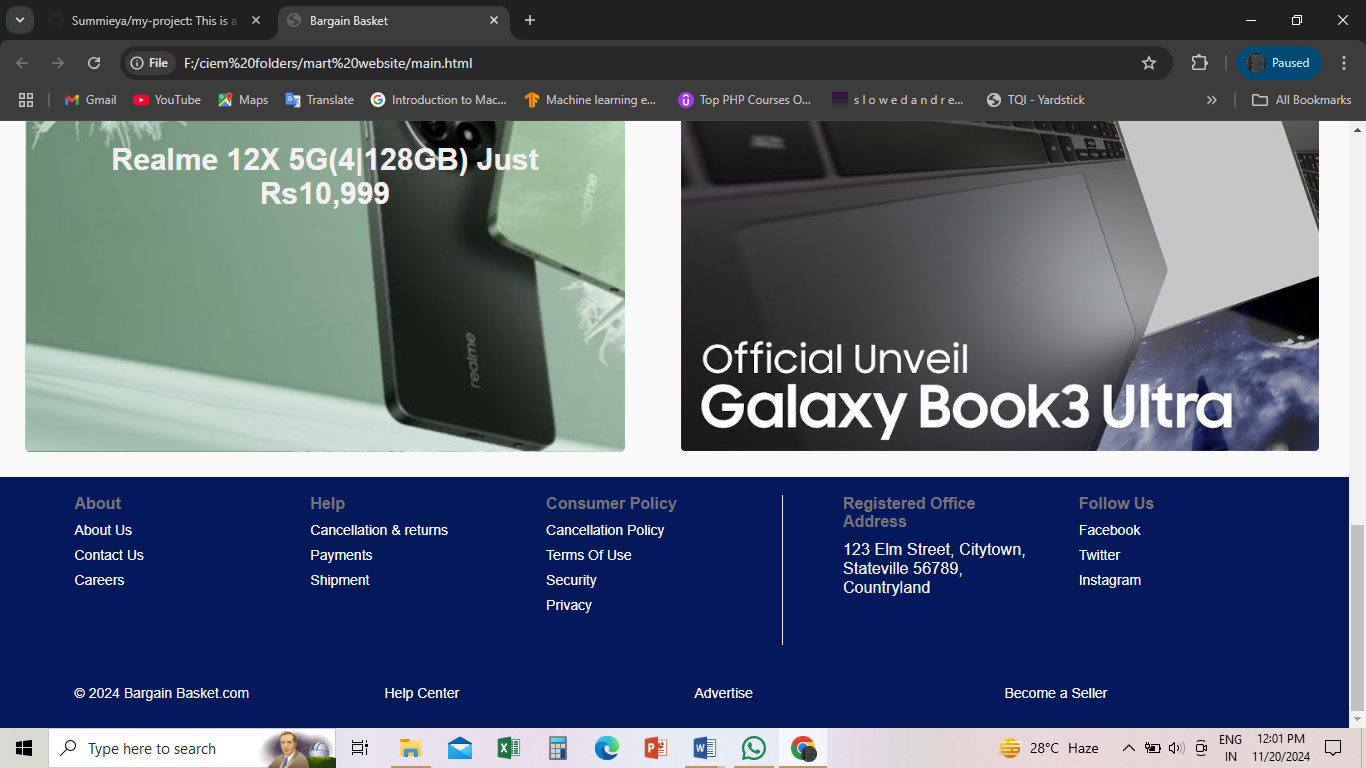 Summieya/my-project: This is a
Bargain Basket
File
F:/ciem%20folders/mart%20website/main.html
Paused
Gmail
YouTube
Maps
Translate
Introduction to Mac...
Machine learning e...
Top PHP Courses O...
s l o w e d a n d r e...
TQI - Yardstick
All Bookmarks
Realme 12X 5G(4|128GB) Just
Rs10,999
realme
realme
Official Unveil
Galaxy Book3 Ultra
About
About Us
Contact Us
Careers
Help
Cancellation & returns
Payments
Shipment
Consumer Policy
Cancellation Policy
Terms Of Use
Security
Privacy
Registered Office
Address
123 Elm Street, Citytown,
Stateville 56789,
Countryland
Follow Us
Facebook
Twitter
Instagram
© 2024 Bargain Basket.com
Help Center
Advertise
Become a Seller
Type here to search
28°C Haze
ENG
IN
12:01 PM
11/20/2024